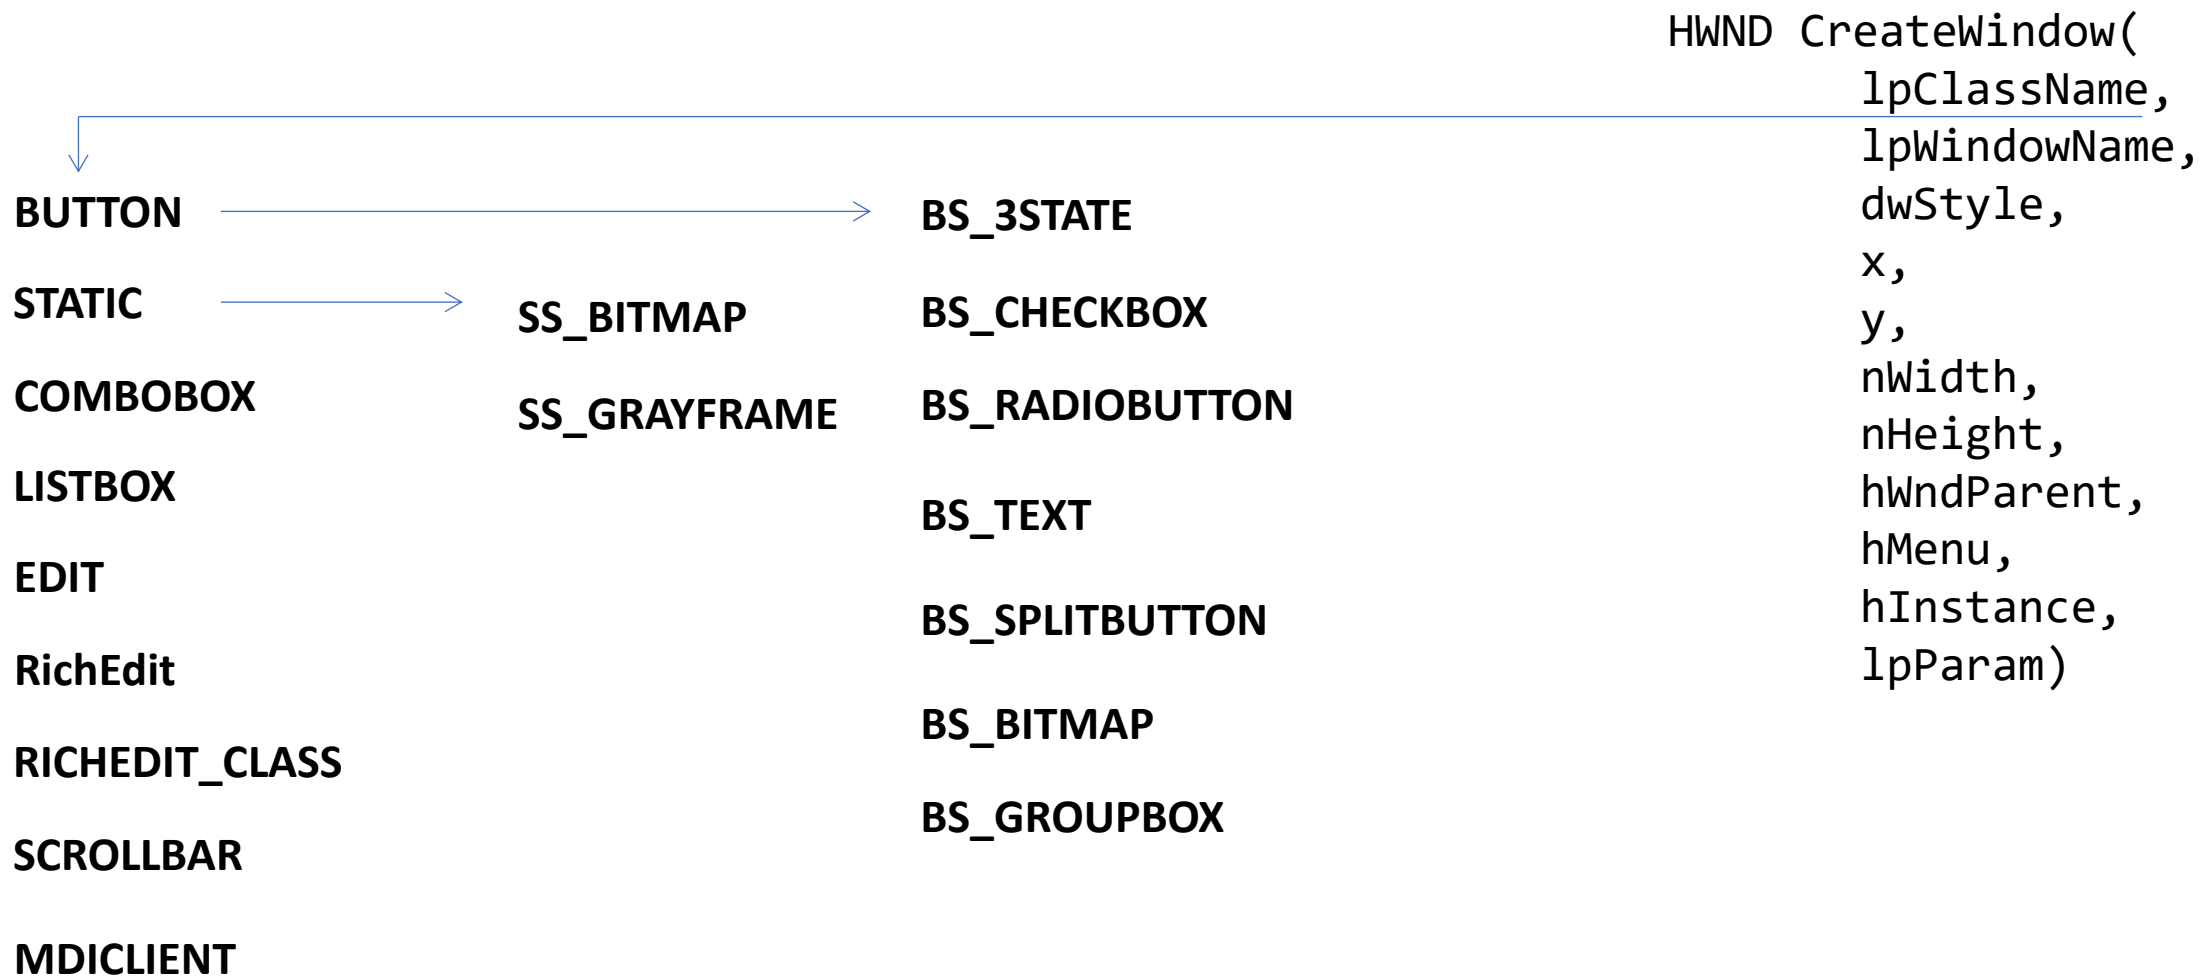 HWND CreateWindow(
lpClassName,
lpWindowName,
dwStyle,
x,
y,
nWidth,
nHeight,
hWndParent,
hMenu,
hInstance,
lpParam)
BUTTON
STATIC
COMBOBOX
LISTBOX
EDIT
RichEdit
RICHEDIT_CLASS
SCROLLBAR
MDICLIENT
SS_BITMAP
SS_GRAYFRAME
BS_3STATE
BS_CHECKBOX
BS_RADIOBUTTON
BS_TEXT
BS_SPLITBUTTON
BS_BITMAP
BS_GROUPBOX